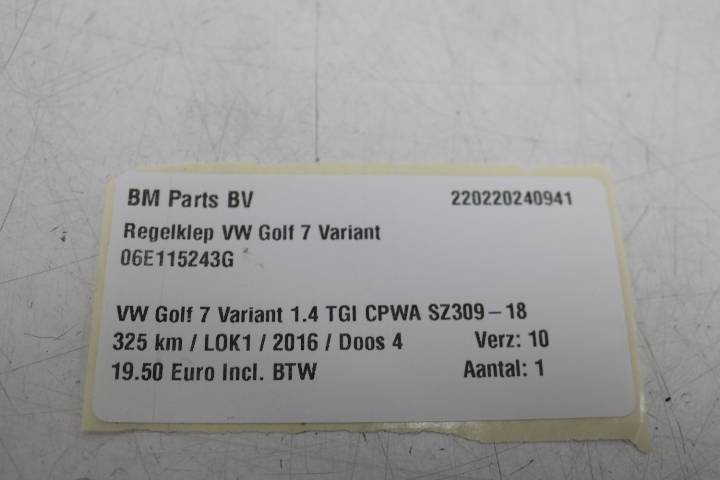 BM Parts BV 220220240941
Regelklep VW Golf 7 Variant
06E115243G
VW Golf 7 Variant 1.4 TGI CPWA SZ309-18
325 km / LOK1 / 2016 / Doos 4 Verz: 10
19.50 Euro Incl. BTW Aantal: 1